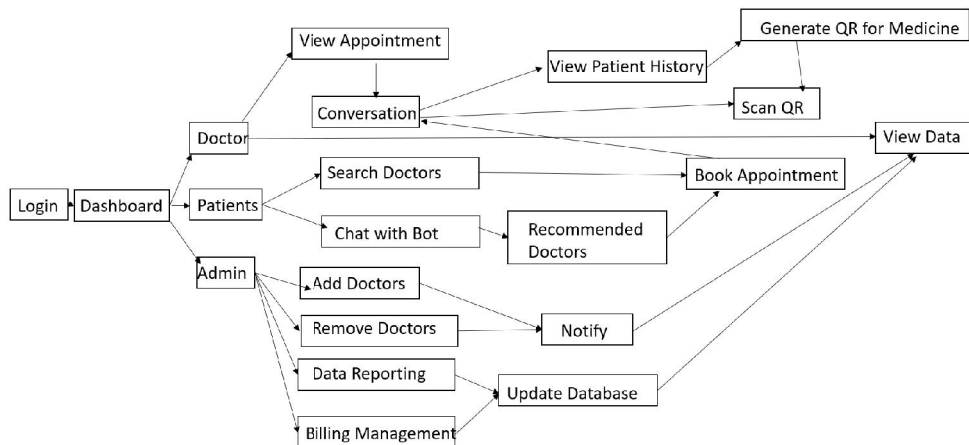 Generate QR for Medicine
View Appointment
View Patient History
Conversation
Scan QR
Doctor
View Data
Search Doctors
Book Appointment
Login
Dashboard
Patients
Chat with Bot
Recommended
Doctors
Admin
Add Doctors
Remove Doctors
Notify
Data Reporting
Update Database
Billing Management